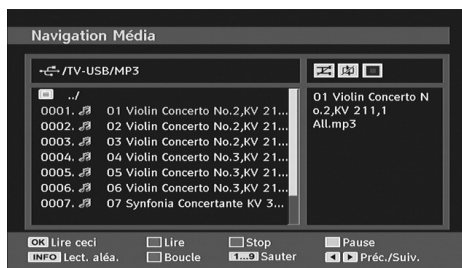 Navigation Média
/TV-USB/MP3
../
0001. 01 Violin Concerto No.2,KV 21...
0002. 02 Violin Concerto No.2,KV 21...
0003. 03 Violin Concerto No.2,KV 21...
0004. 04 Violin Concerto No.3,KV 21...
0005. 05 Violin Concerto No.3,KV 21...
0006. 06 Violin Concerto No.3,KV 21...
0007. 07 Synfonia Concertante KV 3...
01 Violin Concerto N
o.2,KV 211,1
All.mp3
OK Lire ceci Lire Stop Pause
INFO Lect. aléa. Boucle 1...9 Sauter Préc./Suiv.